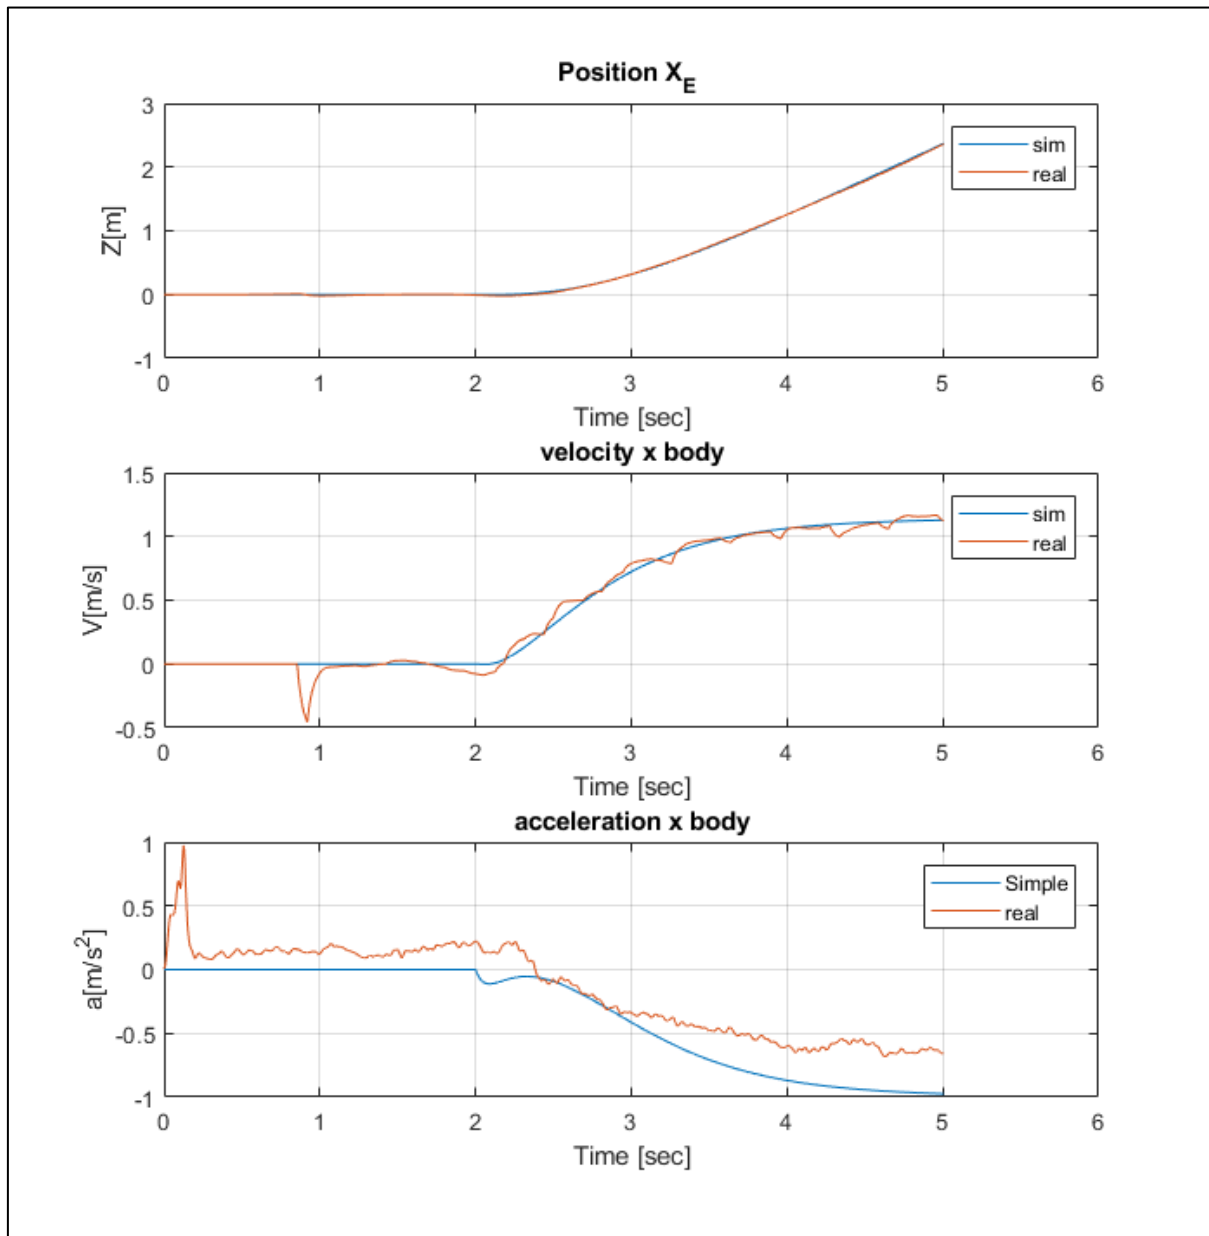 Position X_E
3
2
1
0
-1
Z[m]
sim
real
0 1 2 3 4 5 6
Time [sec]
velocity x body
1.5
1
0.5
0
-0.5
V[m/s]
sim
real
0 1 2 3 4 5 6
Time [sec]
acceleration x body
1
0.5
0
-0.5
-1
a[m/s²]
Simple
real
0 1 2 3 4 5 6
Time [sec]